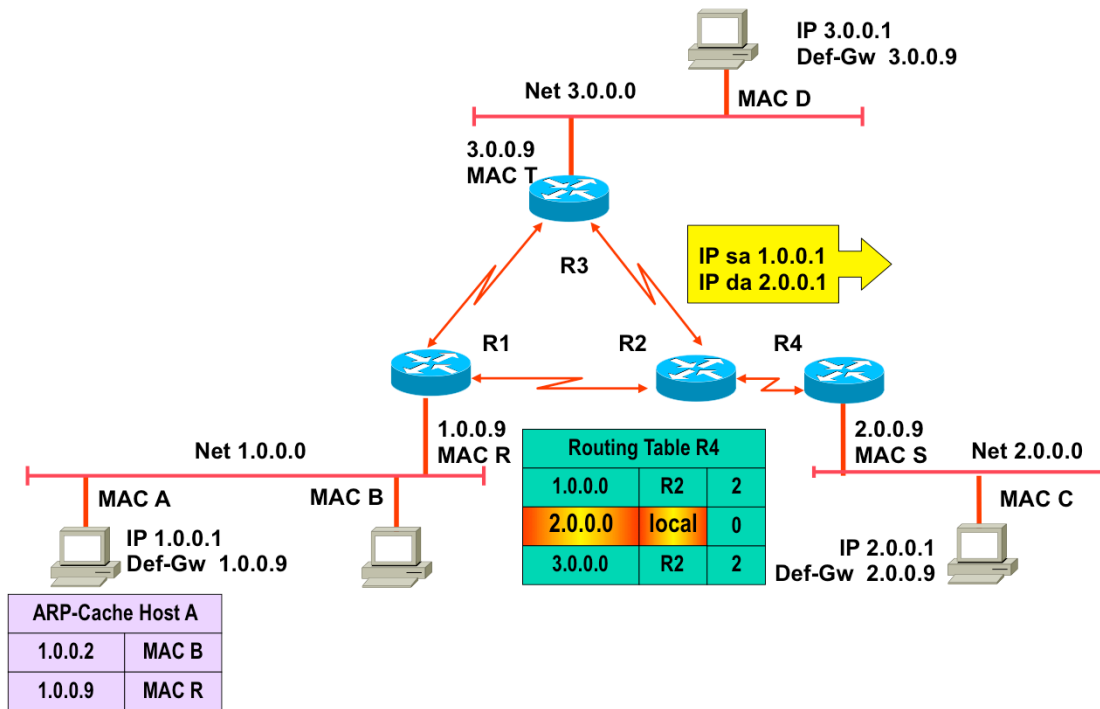 IP 3.0.0.1
Def-Gw 3.0.0.9
Net 3.0.0.0
MAC D
3.0.0.9
MAC T
R3
IP sa 1.0.0.1
IP da 2.0.0.1
R1
R2
R4
1.0.0.9
MAC R
2.0.0.9
MAC S
Net 1.0.0.0
Net 2.0.0.0
MAC A
MAC B
MAC C
Routing Table R4
1.0.0.0 R2 2
2.0.0.0 local 0
3.0.0.0 R2 2
IP 1.0.0.1
Def-Gw 1.0.0.9
IP 2.0.0.1
Def-Gw 2.0.0.9
ARP-Cache Host A
1.0.0.2 MAC B
1.0.0.9 MAC R